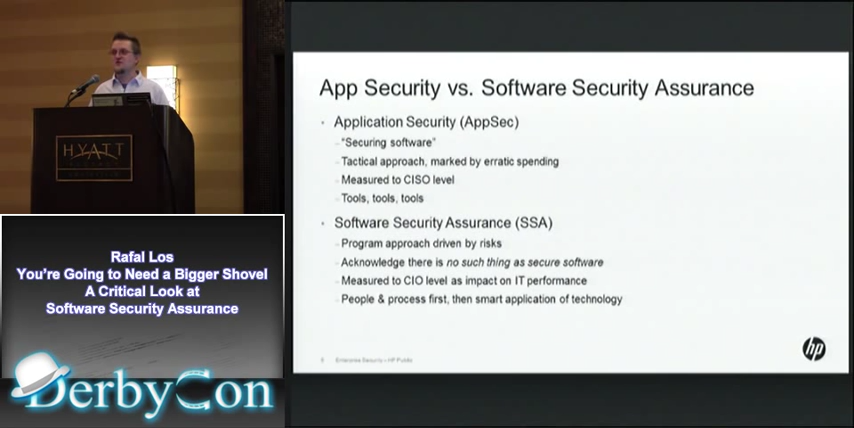 HYATT
Rafal Los
You're Going to Need a Bigger Shovel
A Critical Look at
Software Security Assurance
DerbyCon
App Security vs. Software Security Assurance
· Application Security (AppSec)
– "Securing software"
– Tactical approach, marked by erratic spending
– Measured to CISO level
– Tools, tools, tools
· Software Security Assurance (SSA)
– Program approach driven by risks
– Acknowledge there is no such thing as secure software
– Measured to CIO level as impact on IT performance
– People & process first, then smart application of technology
Enterprise Security – HP Public
hp